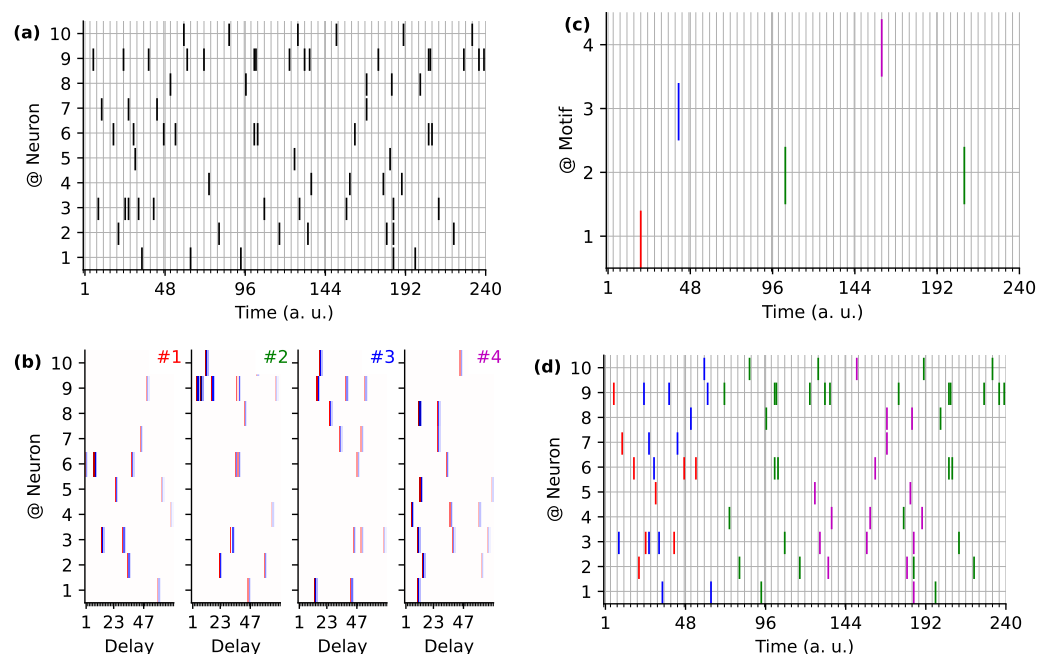 (a)
10
9
8
7
6
5
4
3
2
1
@ Neuron
1 48 96 144 192 240
Time (a. u.)
(c)
4
3
2
1
@ Motif
1 48 96 144 192 240
Time (a. u.)
(b)
#1 #2 #3 #4
10
9
8
7
6
5
4
3
2
1
@ Neuron
1 23 47 1 23 47 1 23 47 1 23 47
Delay Delay Delay Delay
(d)
10
9
8
7
6
5
4
3
2
1
@ Neuron
1 48 96 144 192 240
Time (a. u.)